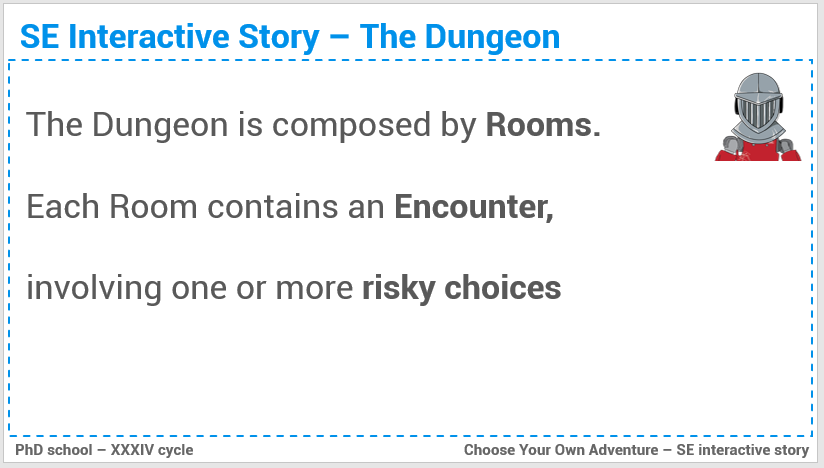 SE Interactive Story – The Dungeon
The Dungeon is composed by Rooms.
Each Room contains an Encounter,
involving one or more risky choices
PhD school – XXXIV cycle
Choose Your Own Adventure – SE interactive story